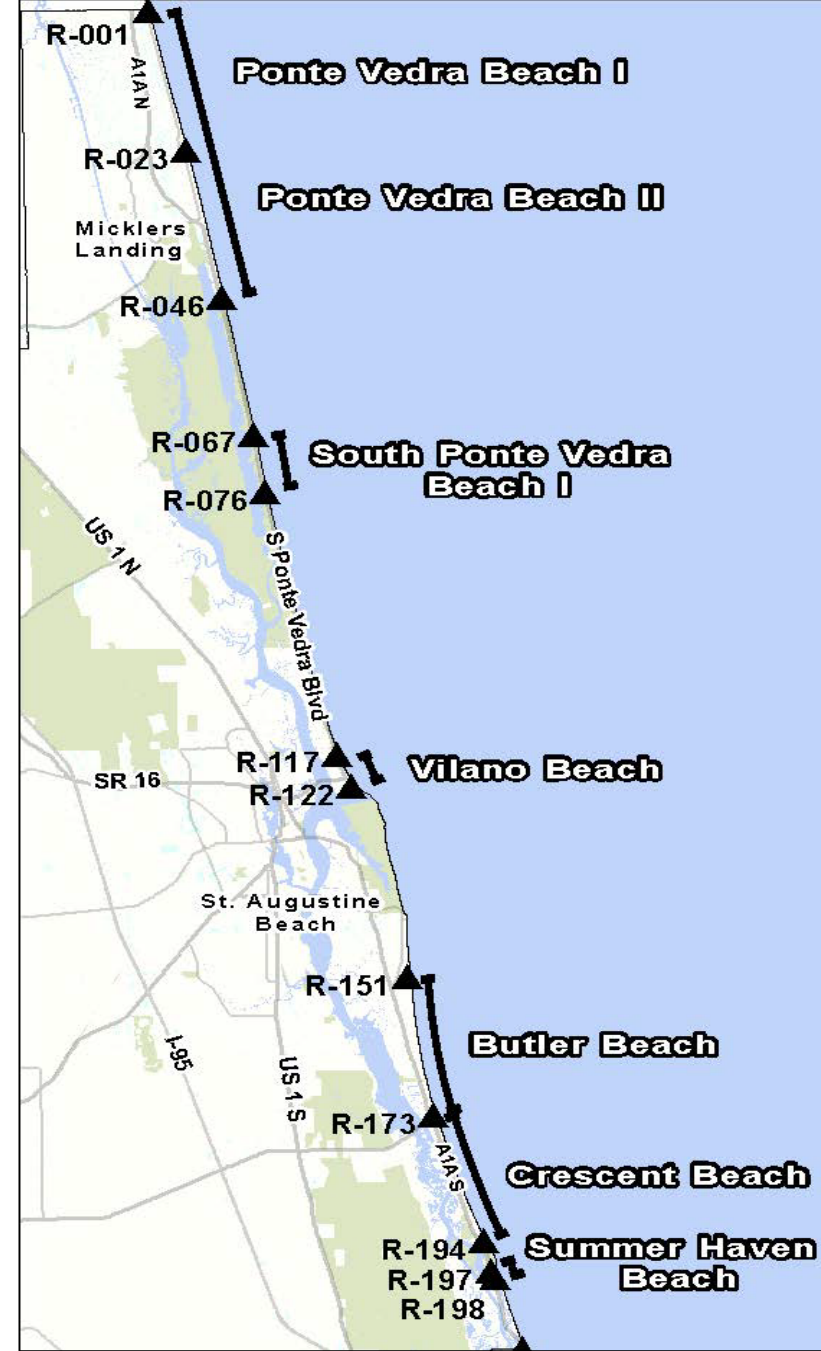 R-001
A1A N
Ponte Vedra Beach I
R-023
Ponte Vedra Beach II
Micklers
Landing
R-046
R-067
South Ponte Vedra
Beach I
R-076
US 1 N
S Ponte Vedra Blvd
R-117
Vilano Beach
SR 16
R-122
St. Augustine
Beach
R-151
I-95
Butler Beach
US 1 S
R-173
A1A S
Crescent Beach
R-194
Summer Haven
Beach
R-197
R-198